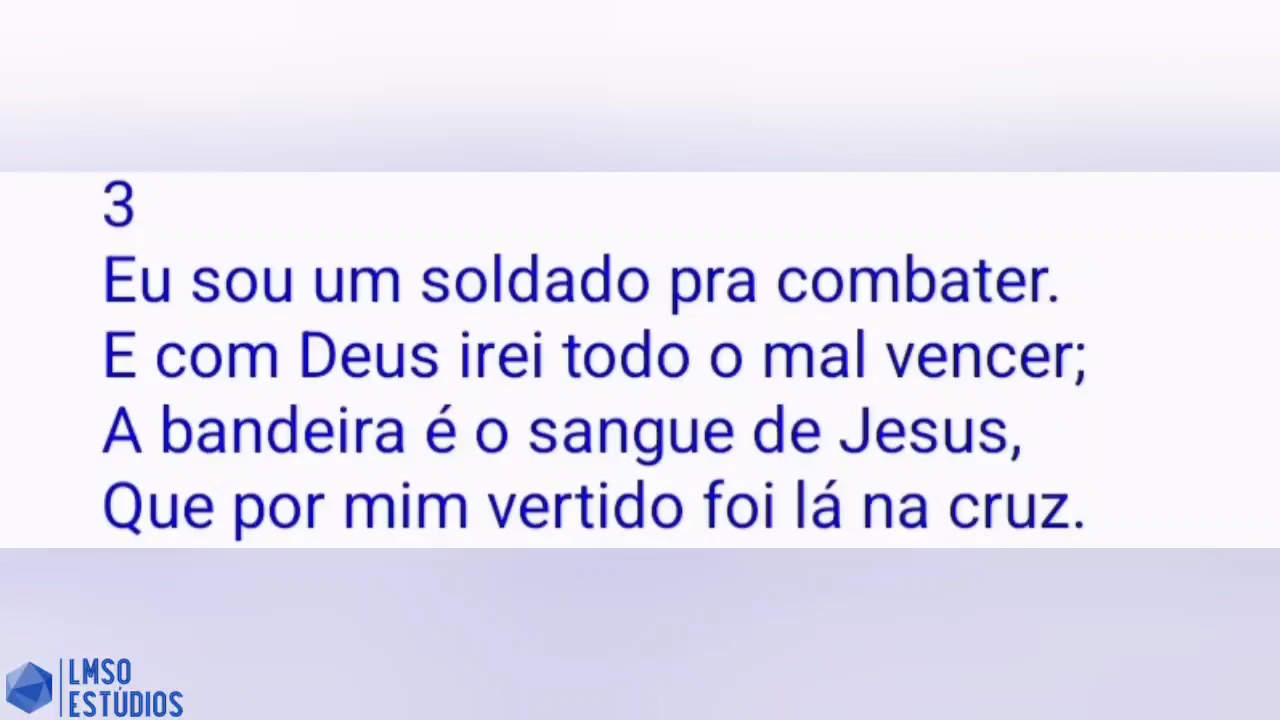 3
Eu sou um soldado pra combater.
E com Deus irei todo o mal vencer;
A bandeira é o sangue de Jesus,
Que por mim vertido foi lá na cruz.
LMSO
ESTÚDIOS